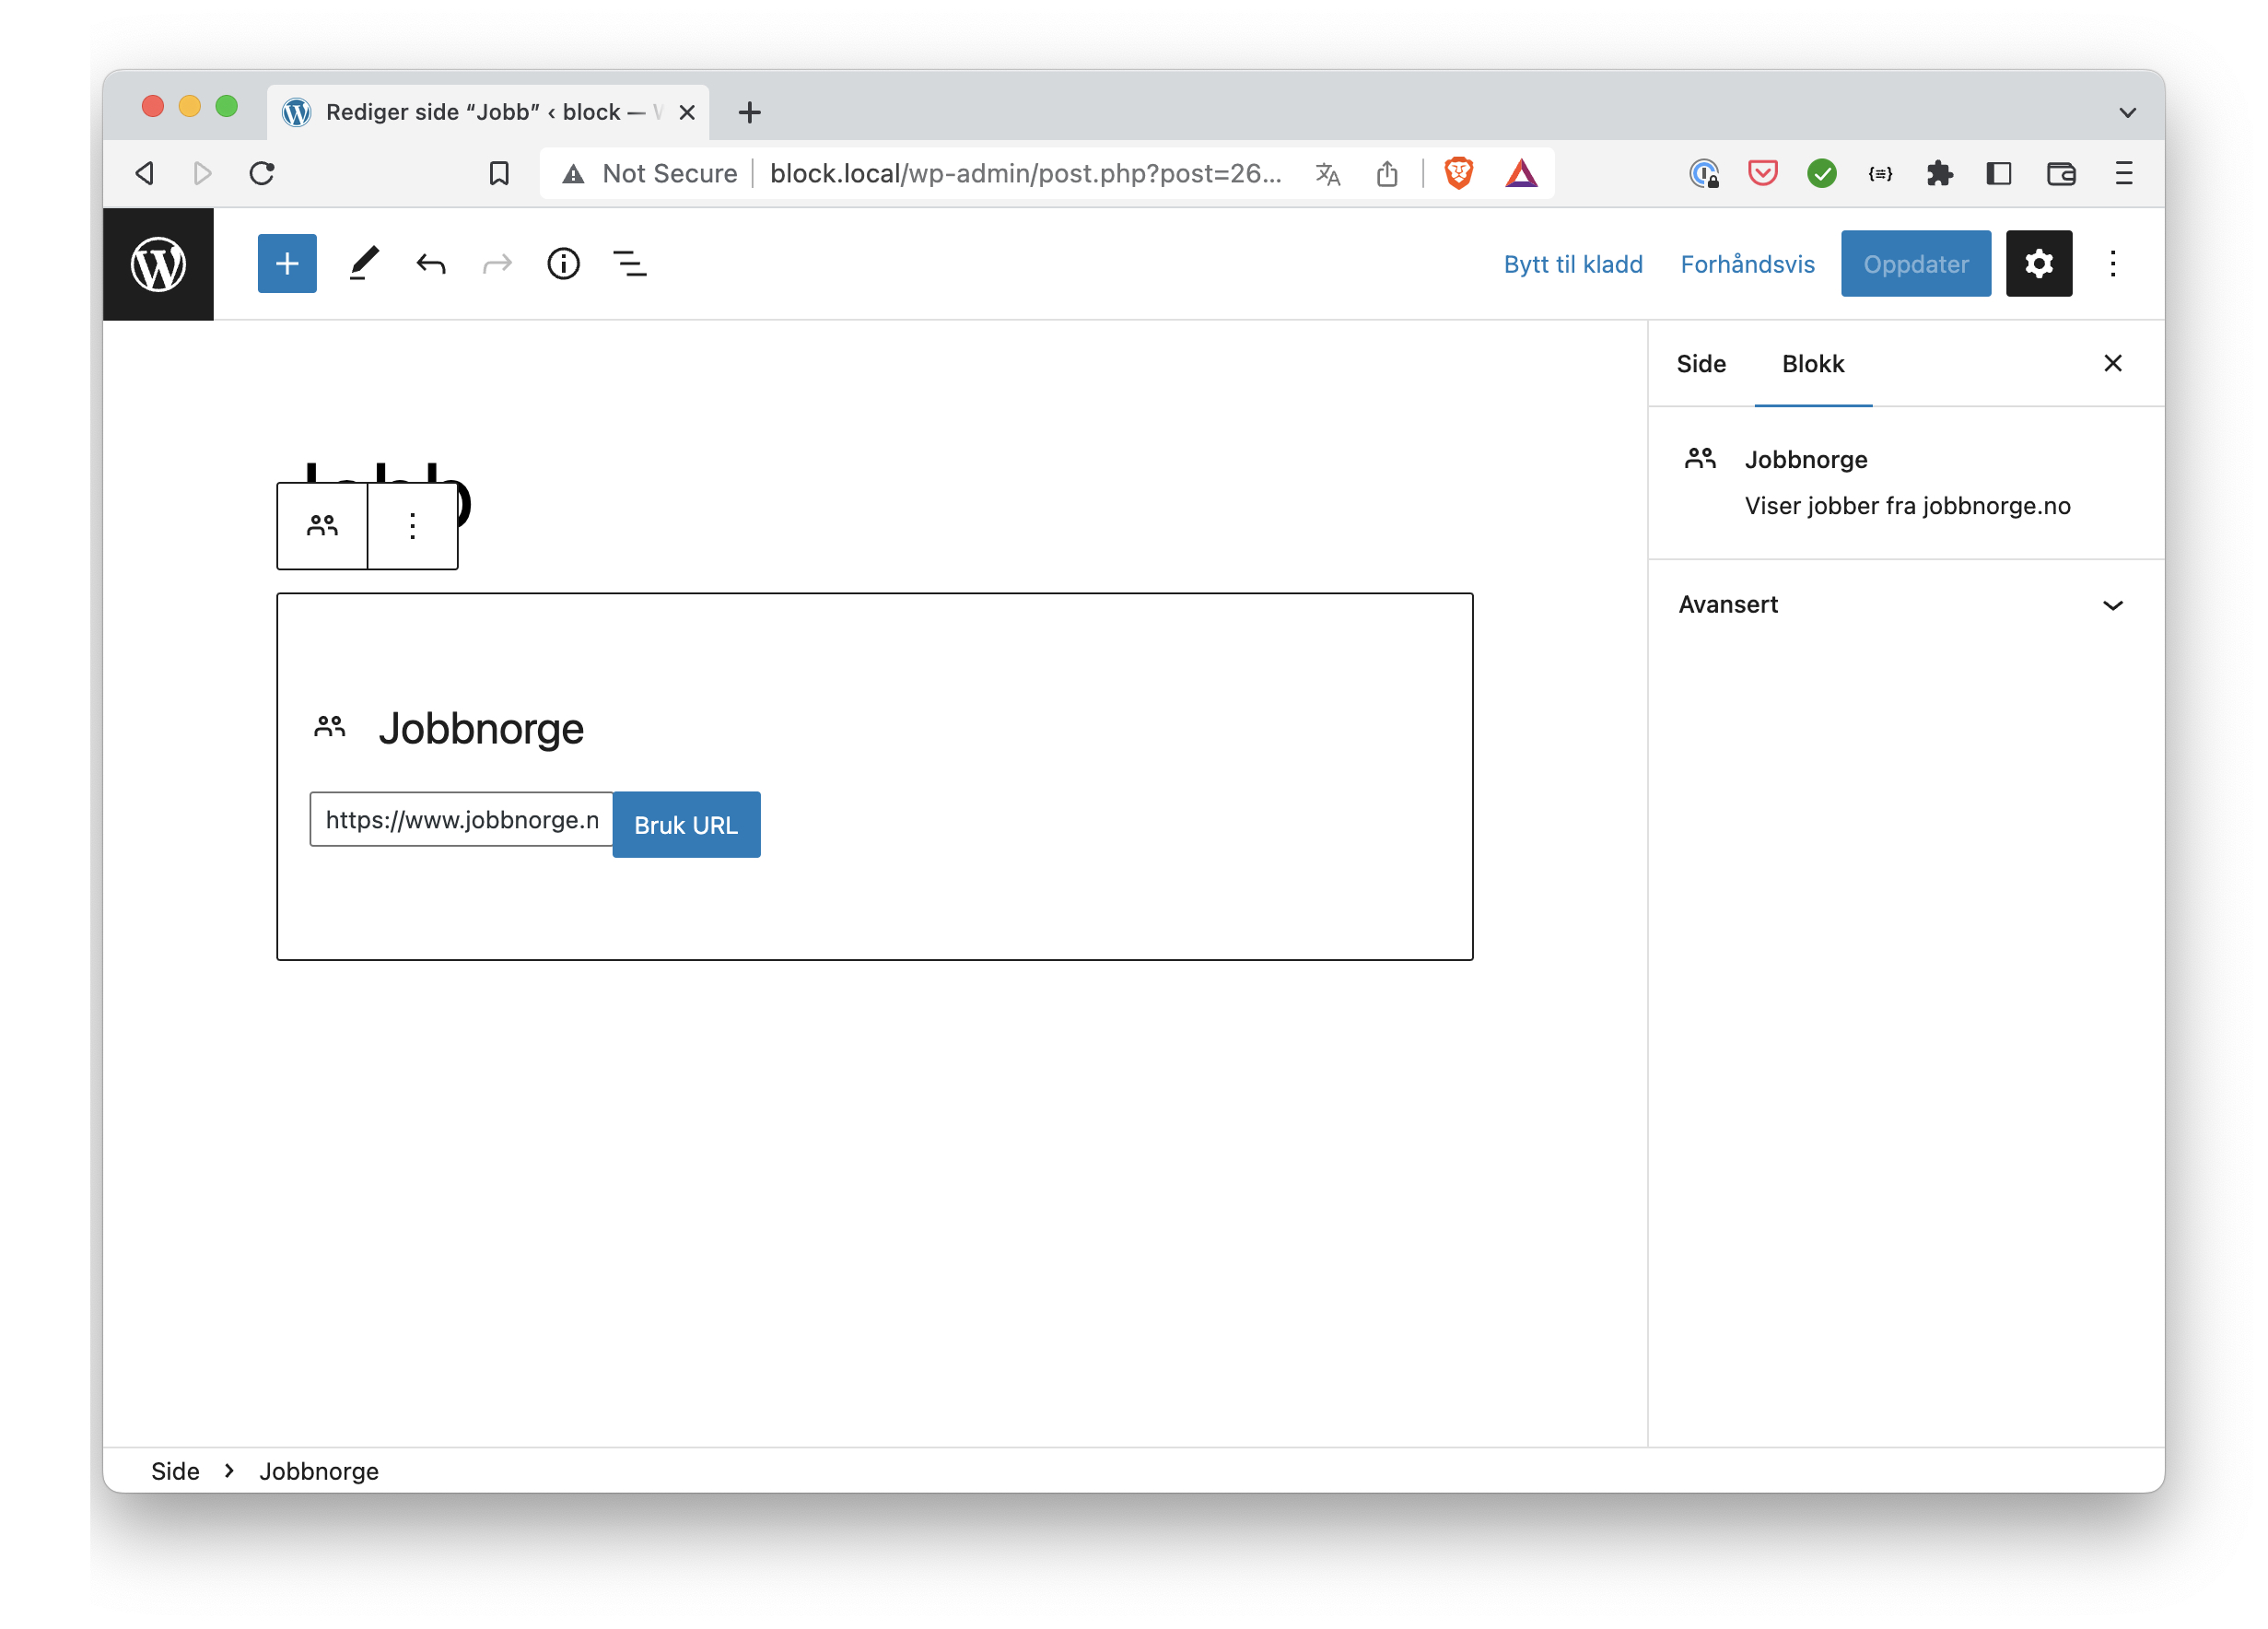 Rediger side “Jobb” ‹ block —
Not Secure
block.local/wp-admin/post.php?post=26...
Bytt til kladd
Forhåndsvis
Oppdater
Side
Blokk
Jobbnorge
Viser jobber fra jobbnorge.no
Avansert
Jobb
Jobbnorge
https://www.jobbnorge.n
Bruk URL
Side › Jobbnorge